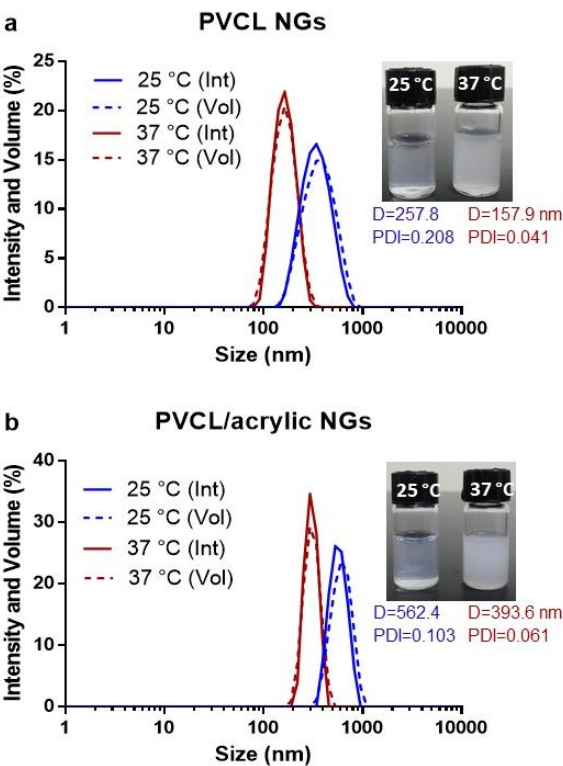 a
PVCL NGs
Intensity and Volume (%)
25
20
15
10
5
0
25 °C (Int)
25 °C (Vol)
37 °C (Int)
37 °C (Vol)
25 °C 37 °C
D=257.8 D=157.9 nm
PDI=0.208 PDI=0.041
1 10 100 1000 10000
Size (nm)
b
PVCL/acrylic NGs
Intensity and Volume (%)
40
30
20
10
0
25 °C (Int)
25 °C (Vol)
37 °C (Int)
37 °C (Vol)
25 °C 37 °C
D=562.4 D=393.6 nm
PDI=0.103 PDI=0.061
1 10 100 1000 10000
Size (nm)